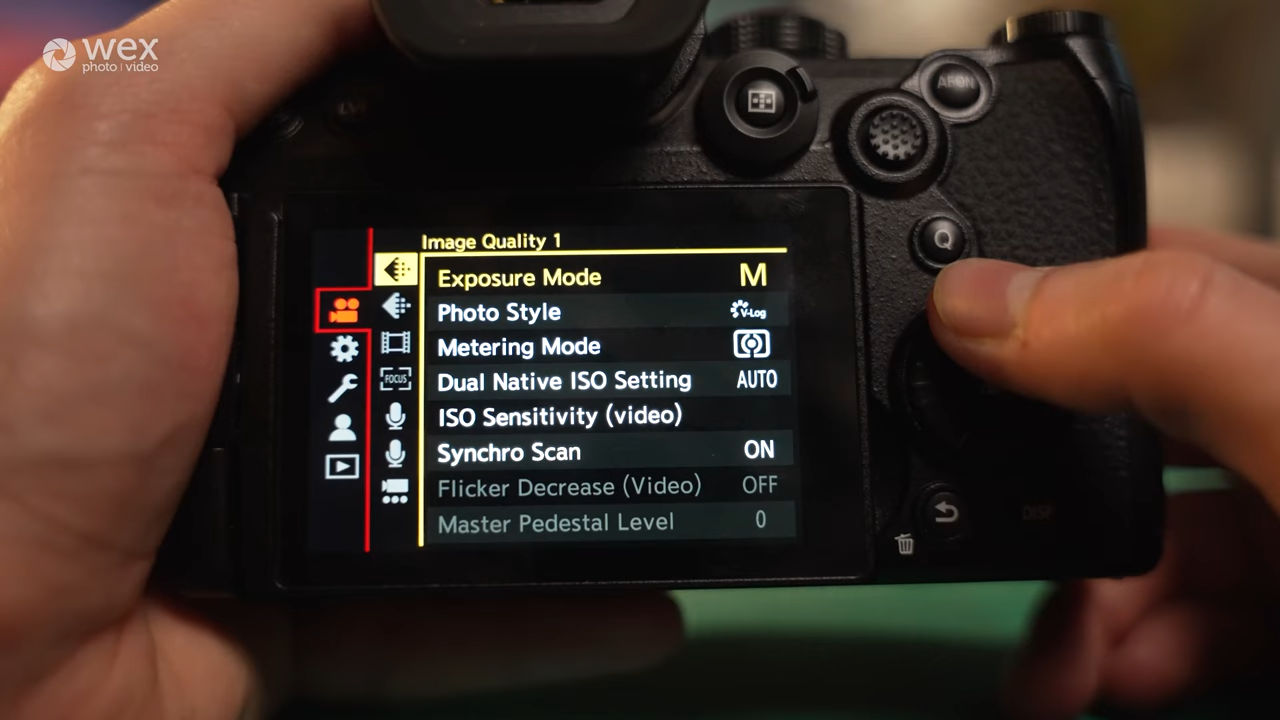 wex
photo | video
AF ON
Q
Image Quality 1
Exposure Mode M
Photo Style V-Log
Metering Mode
Dual Native ISO Setting AUTO
FOCUS
ISO Sensitivity (video)
Synchro Scan ON
Flicker Decrease (Video) OFF
Master Pedestal Level 0
DISP